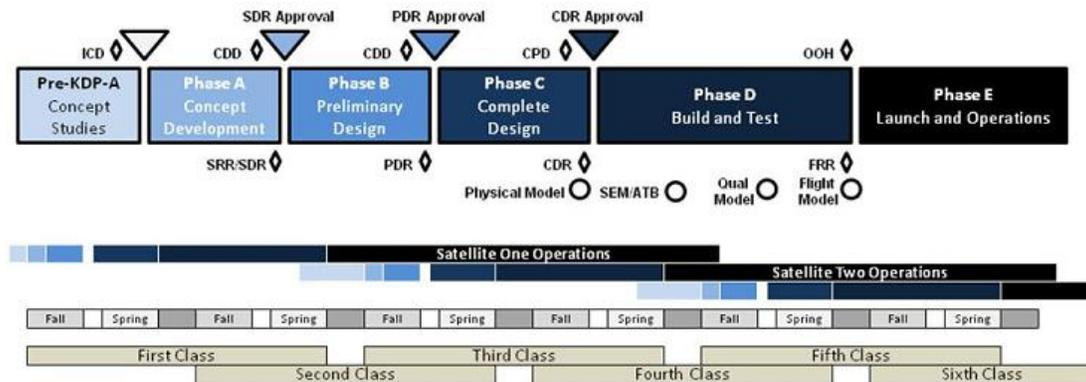 SDR Approval PDR Approval CDR Approval
ICD CDD CDD CPD OOH
Pre-KDP-A
Concept
Studies
Phase A
Concept
Development
Phase B
Preliminary
Design
Phase C
Complete
Design
Phase D
Build and Test
Phase E
Launch and Operations
SRR/SDR PDR CDR FRR
Physical Model SEM/ATB
Qual
Model
Flight
Model
Satellite One Operations
Satellite Two Operations
Fall Spring Fall Spring Fall Spring Fall Spring Fall Spring Fall Spring
First Class Third Class Fifth Class
Second Class Fourth Class Sixth Class